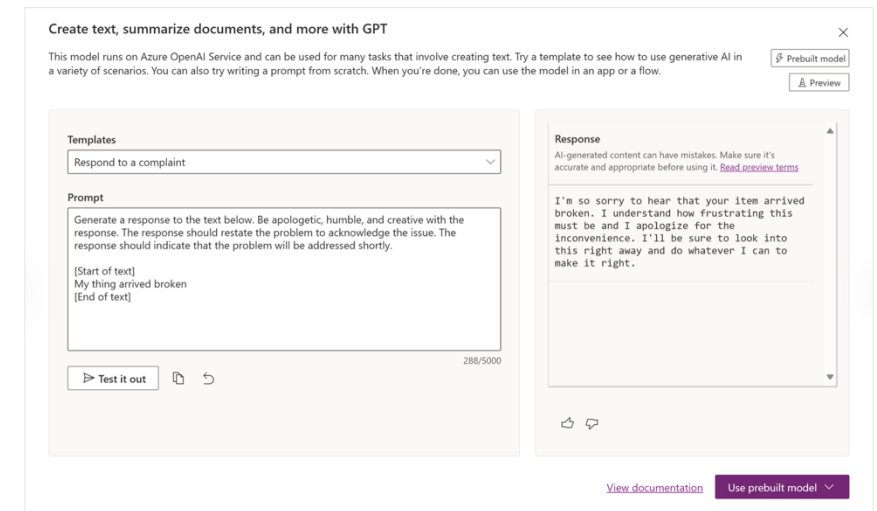 Create text, summarize documents, and more with GPT
This model runs on Azure OpenAI Service and can be used for many tasks that involve creating text. Try a template to see how to use generative AI in
a variety of scenarios. You can also try writing a prompt from scratch. When you're done, you can use the model in an app or a flow.
Prebuilt model
Preview
Templates
Respond to a complaint
Prompt
Generate a response to the text below. Be apologetic, humble, and creative with the
response. The response should restate the problem to acknowledge the issue. The
response should indicate that the problem will be addressed shortly.
[Start of text]
My thing arrived broken
[End of text]
288/5000
Test it out
Response
AI-generated content can have mistakes. Make sure it's
accurate and appropriate before using it. Read preview terms
I'm so sorry to hear that your item arrived
broken. I understand how frustrating this
must be and I apologize for the
inconvenience. I'll be sure to look into
this right away and do whatever I can to
make it right.
View documentation
Use prebuilt model